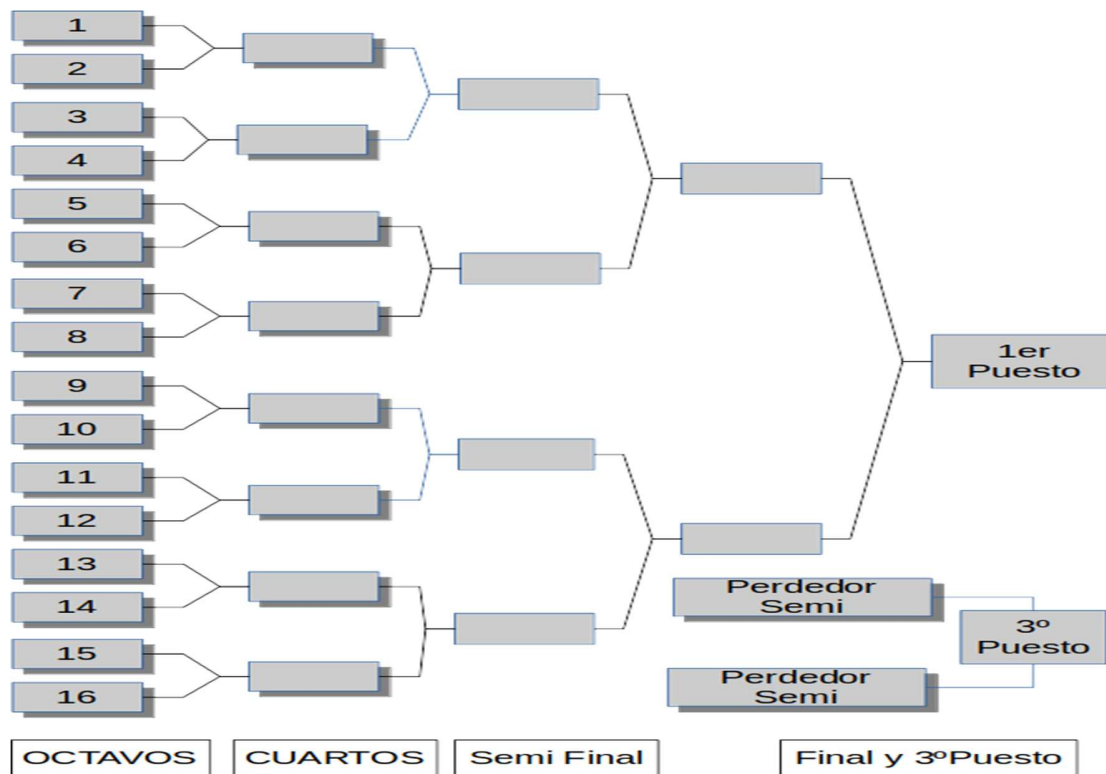 1
2
3
4
5
6
7
8
9
10
11
12
13
14
15
16
1er
Puesto
Perdedor
Semi
3º
Puesto
Perdedor
Semi
OCTAVOS
CUARTOS
Semi Final
Final y 3ºPuesto